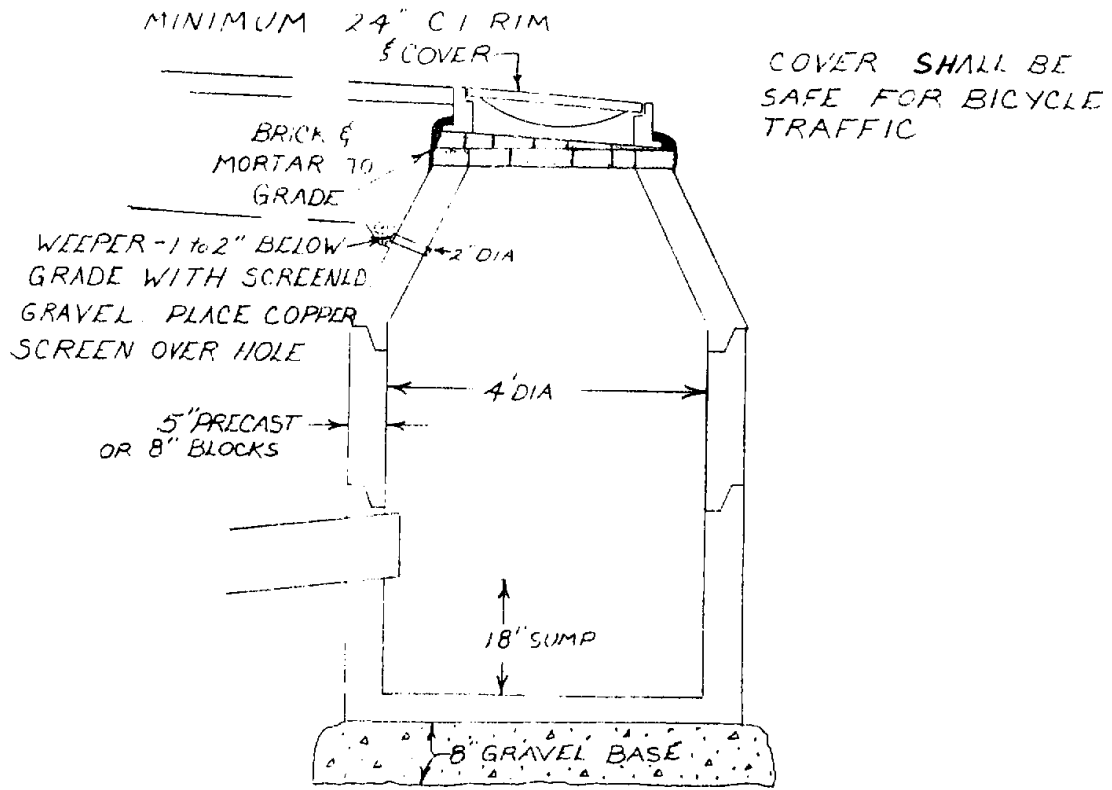 MINIMUM 24" C I RIM
& COVER
COVER SHALL BE
SAFE FOR BICYCLE
TRAFFIC
BRICK &
MORTAR TO
GRADE
WEEPER-1 to 2" BELOW
GRADE WITH SCREENED
GRAVEL. PLACE COPPER
SCREEN OVER HOLE
2" DIA
4' DIA
5" PRECAST
OR 8" BLOCKS
18" SUMP
8" GRAVEL BASE